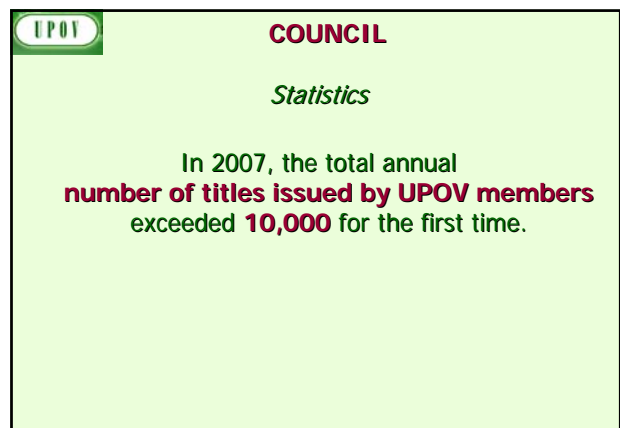 UPOV
COUNCIL
Statistics
In 2007, the total annual
number of titles issued by UPOV members
exceeded 10,000 for the first time.